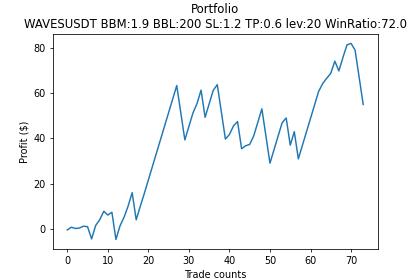 Portfolio
WAVESUSDT BBM:1.9 BBL:200 SL:1.2 TP:0.6 lev:20 WinRatio:72.0
80
60
40
20
0
Profit ($)
0 10 20 30 40 50 60 70
Trade counts